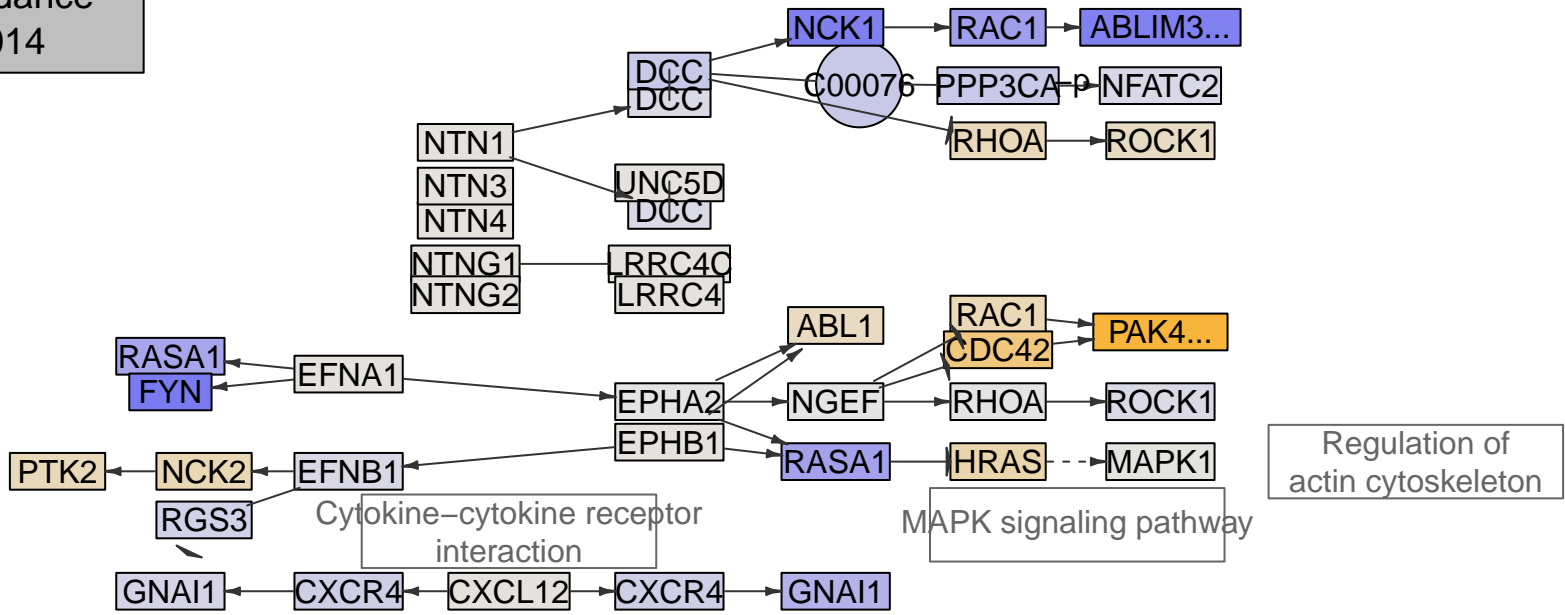 014
NCK1
RAC1
ABLIM3...
DCC
DCC
C00076
PPP3CA
–p
NFATC2
NTN1
RHOA
ROCK1
NTN3
UNC5D
NTN4
DCC
NTNG1
LRRC4C
NTNG2
LRRC4
ABL1
RAC1
PAK4...
CDC42
RASA1
FYN
EFNA1
EPHA2
NGEF
RHOA
ROCK1
EPHB1
RASA1
HRAS
MAPK1
PTK2
NCK2
EFNB1
RGS3
Regulation of
actin cytoskeleton
Cytokine−cytokine receptor
interaction
MAPK signaling pathway
GNAI1
CXCR4
CXCL12
CXCR4
GNAI1